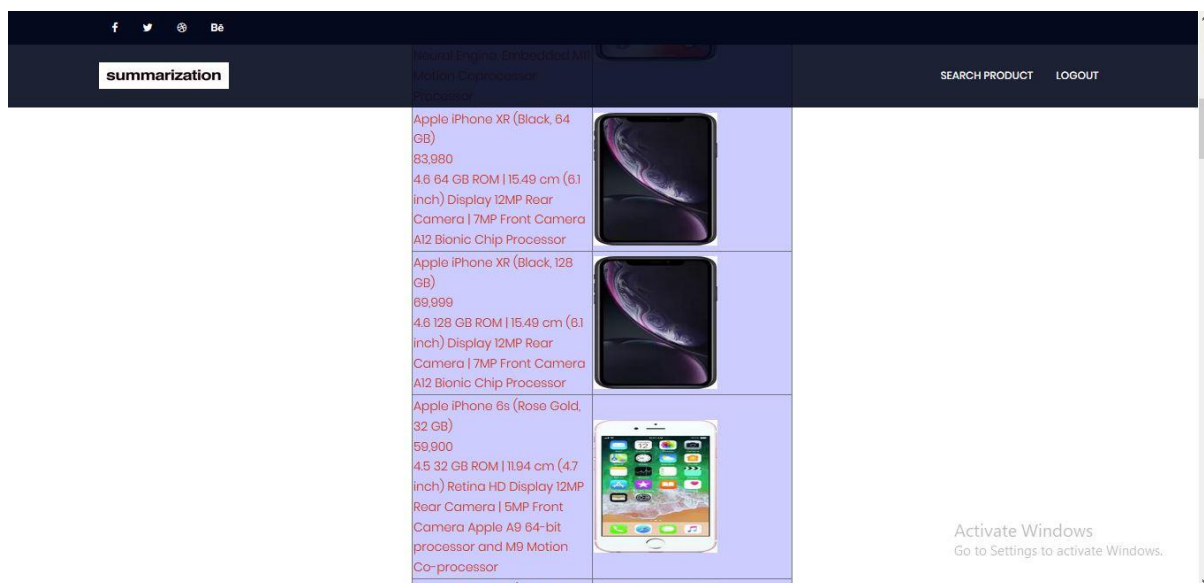 f Bē
summarization
SEARCH PRODUCT LOGOUT
Neural Engine, Embedded M11
Motion Coprocessor
Processor
Apple iPhone XR (Black, 64
GB)
83,980
4.6 64 GB ROM | 15.49 cm (6.1
inch) Display 12MP Rear
Camera | 7MP Front Camera
A12 Bionic Chip Processor
Apple iPhone XR (Black, 128
GB)
69,999
4.6 128 GB ROM | 15.49 cm (6.1
inch) Display 12MP Rear
Camera | 7MP Front Camera
A12 Bionic Chip Processor
Apple iPhone 6s (Rose Gold,
32 GB)
59,900
4.5 32 GB ROM | 11.94 cm (4.7
inch) Retina HD Display 12MP
Rear Camera | 5MP Front
Camera Apple A9 64-bit
processor and M9 Motion
Co-processor
Activate Windows
Go to Settings to activate Windows.